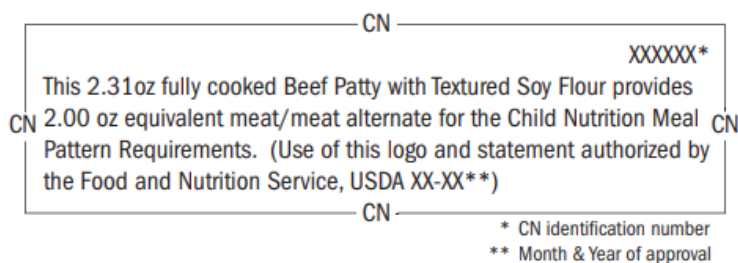 CN
XXXXXX*
This 2.31oz fully cooked Beef Patty with Textured Soy Flour provides
CN 2.00 oz equivalent meat/meat alternate for the Child Nutrition Meal CN
Pattern Requirements. (Use of this logo and statement authorized by
the Food and Nutrition Service, USDA XX-XX**)
CN
* CN identification number
** Month & Year of approval